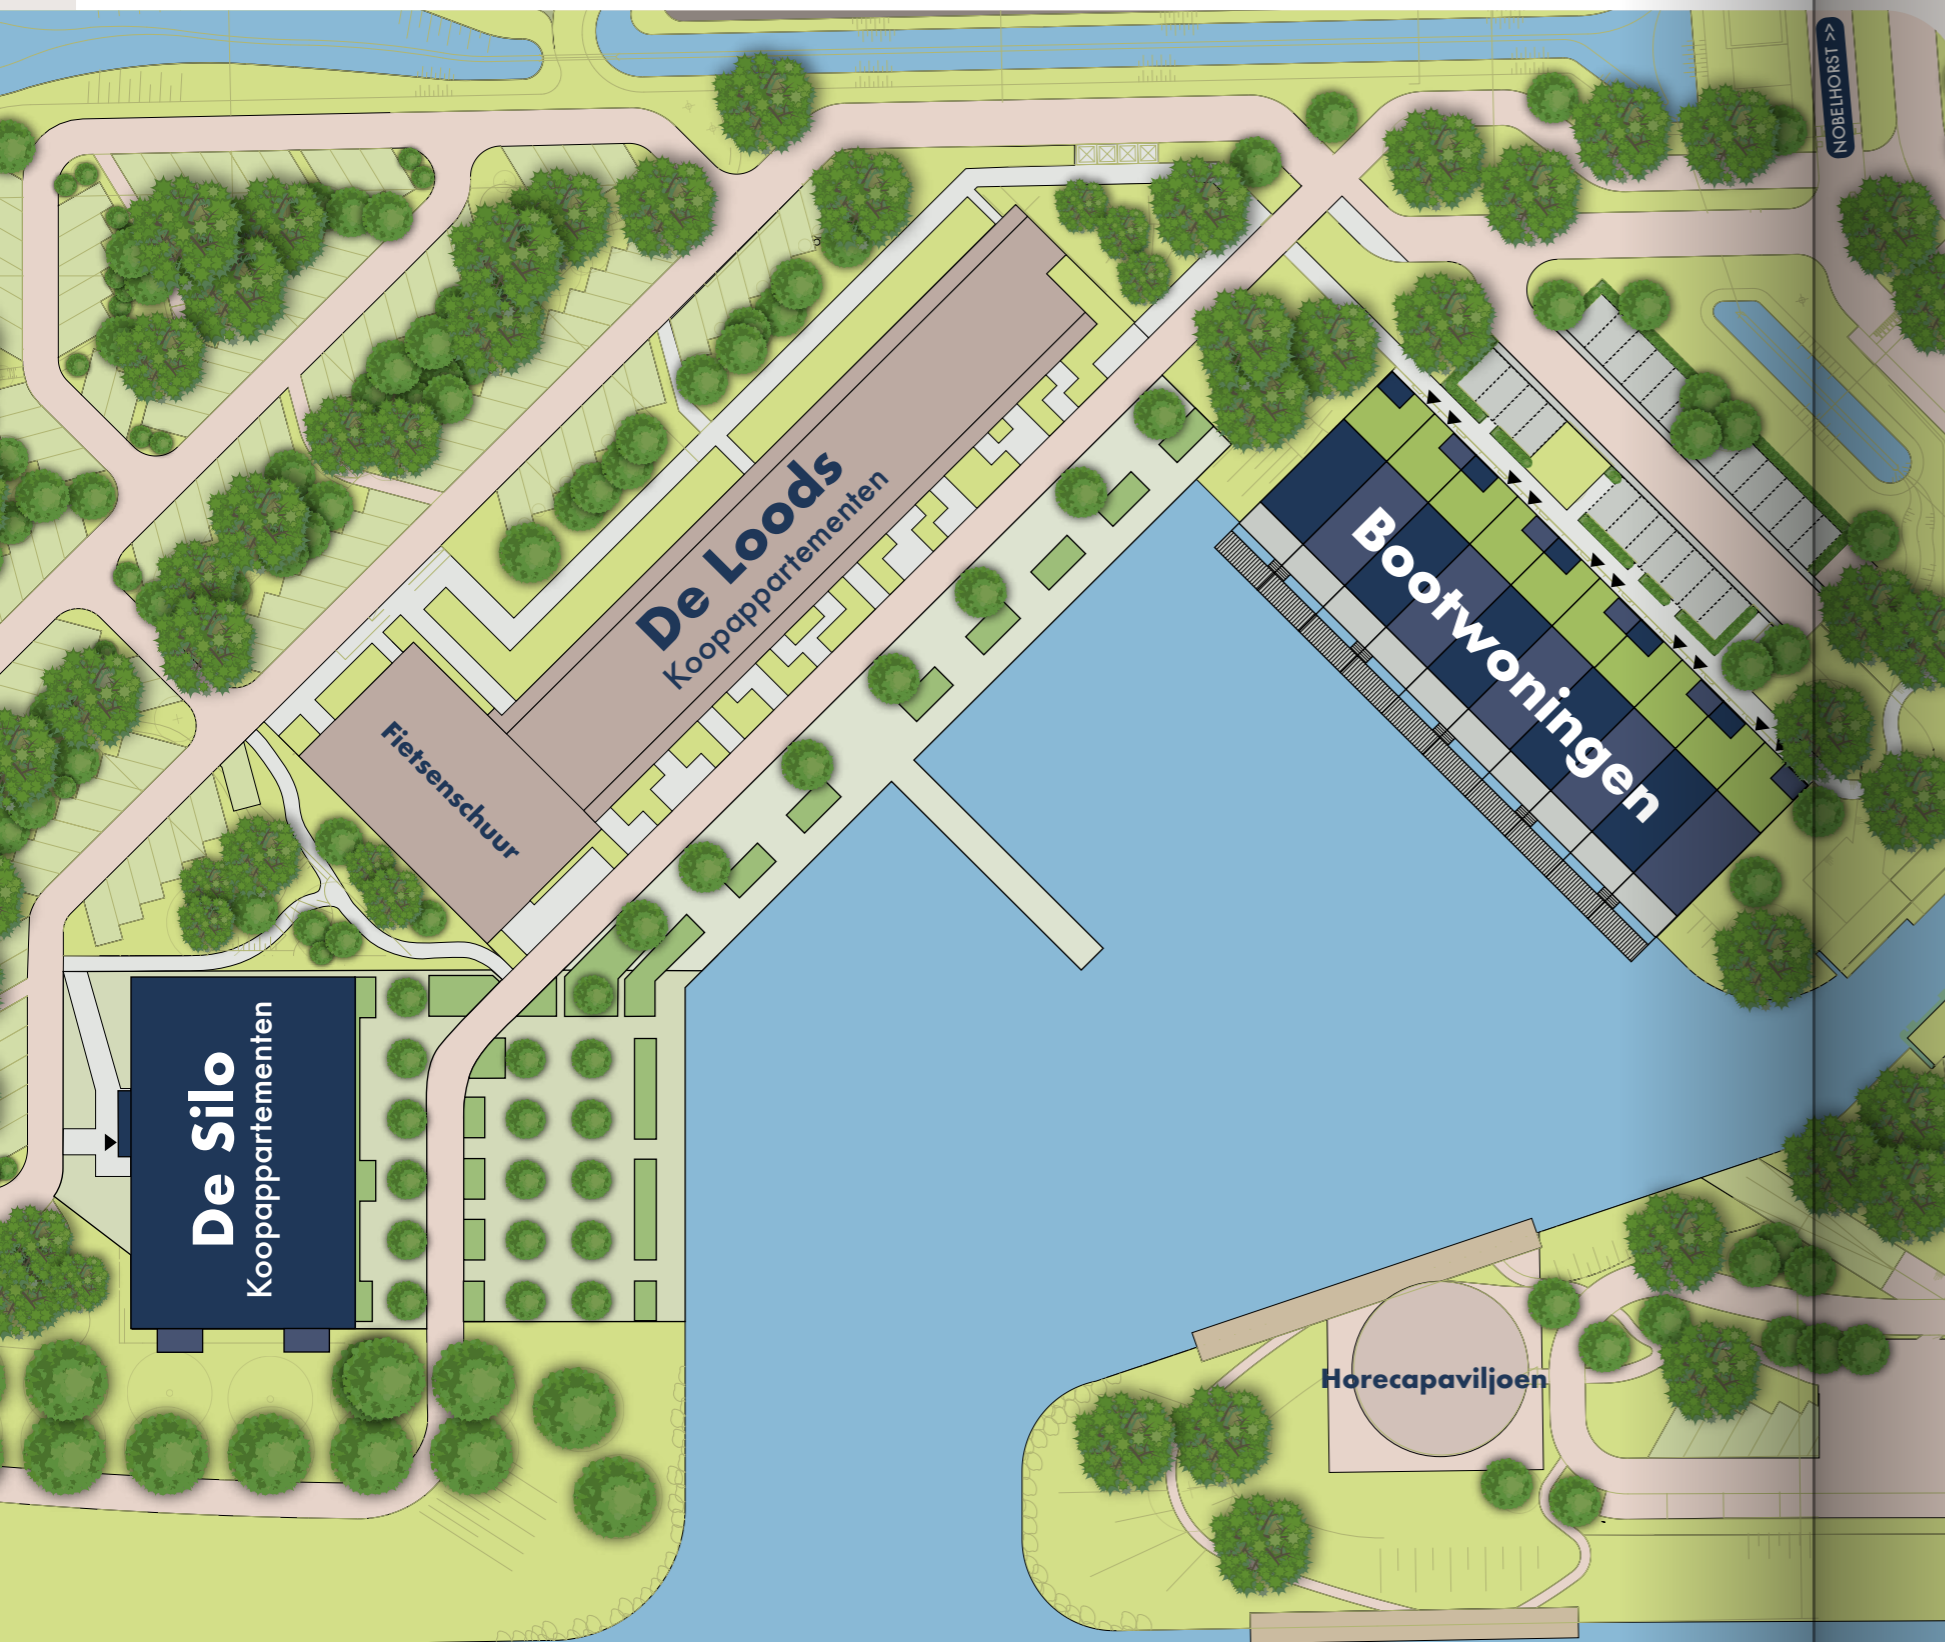 NOBELHORST >>
De Loods
Koopappartementen
Bootwoningen
Fietsenschuur
De Silo
Koopappartementen
Horecapaviljoen